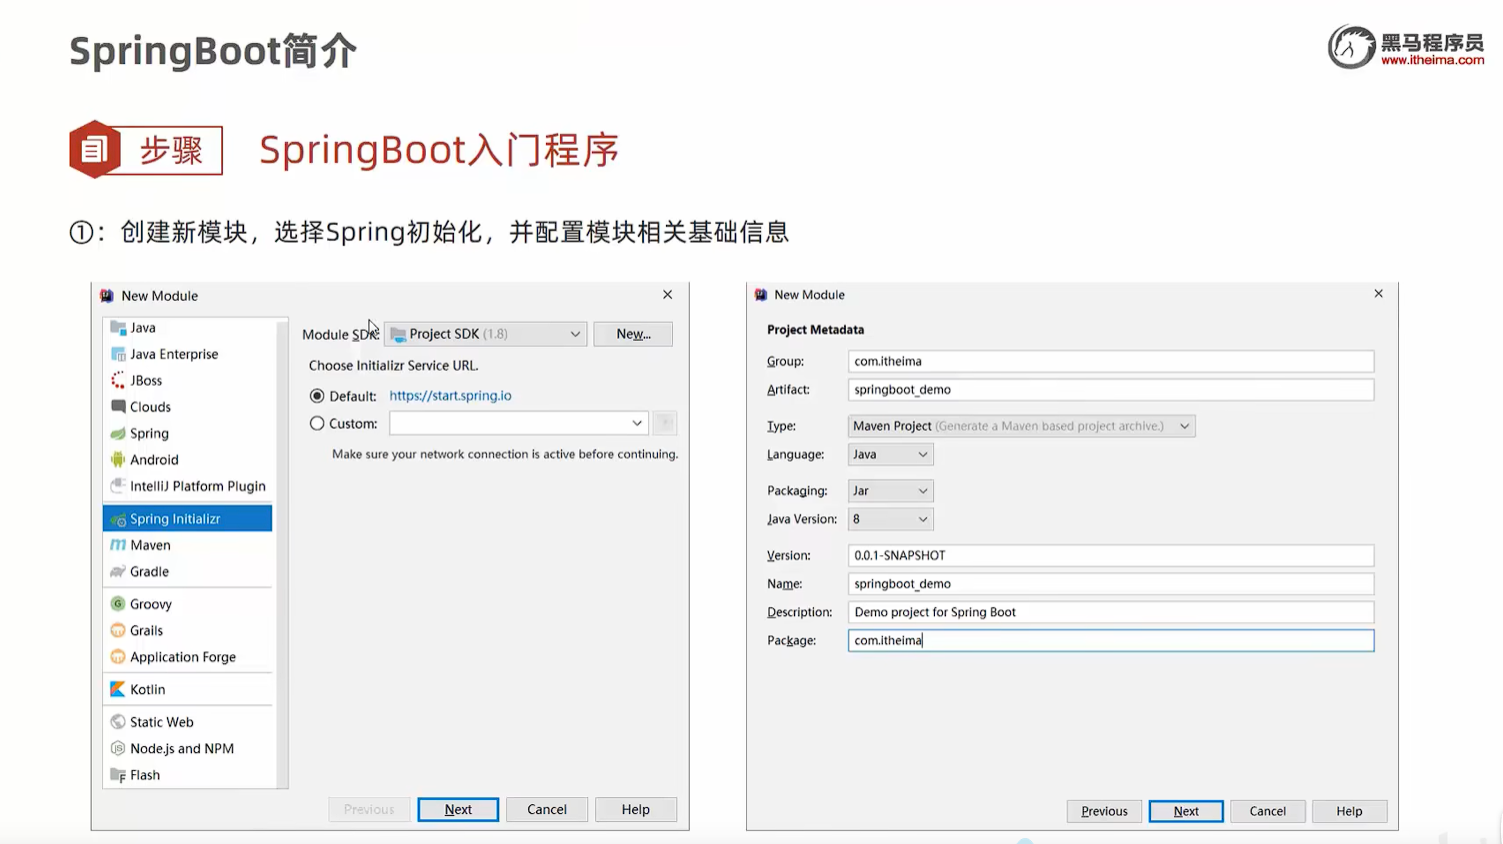 SpringBoot简介
黑马程序员
www.itheima.com
步骤
SpringBoot入门程序
①：创建新模块，选择Spring初始化，并配置模块相关基础信息
New Module
Java
Java Enterprise
JBoss
Clouds
Spring
Android
IntelliJ Platform Plugin
Spring Initializr
Maven
Gradle
Groovy
Grails
Application Forge
Kotlin
Static Web
Node.js and NPM
Flash
Module SDK: Project SDK (1.8) New...
Choose Initializr Service URL.
Default: https://start.spring.io
Custom:
Make sure your network connection is active before continuing.
Previous Next Cancel Help
New Module
Project Metadata
Group: com.itheima
Artifact: springboot_demo
Type: Maven Project (Generate a Maven based project archive.)
Language: Java
Packaging: Jar
Java Version: 8
Version: 0.0.1-SNAPSHOT
Name: springboot_demo
Description: Demo project for Spring Boot
Package: com.itheima
Previous Next Cancel Help